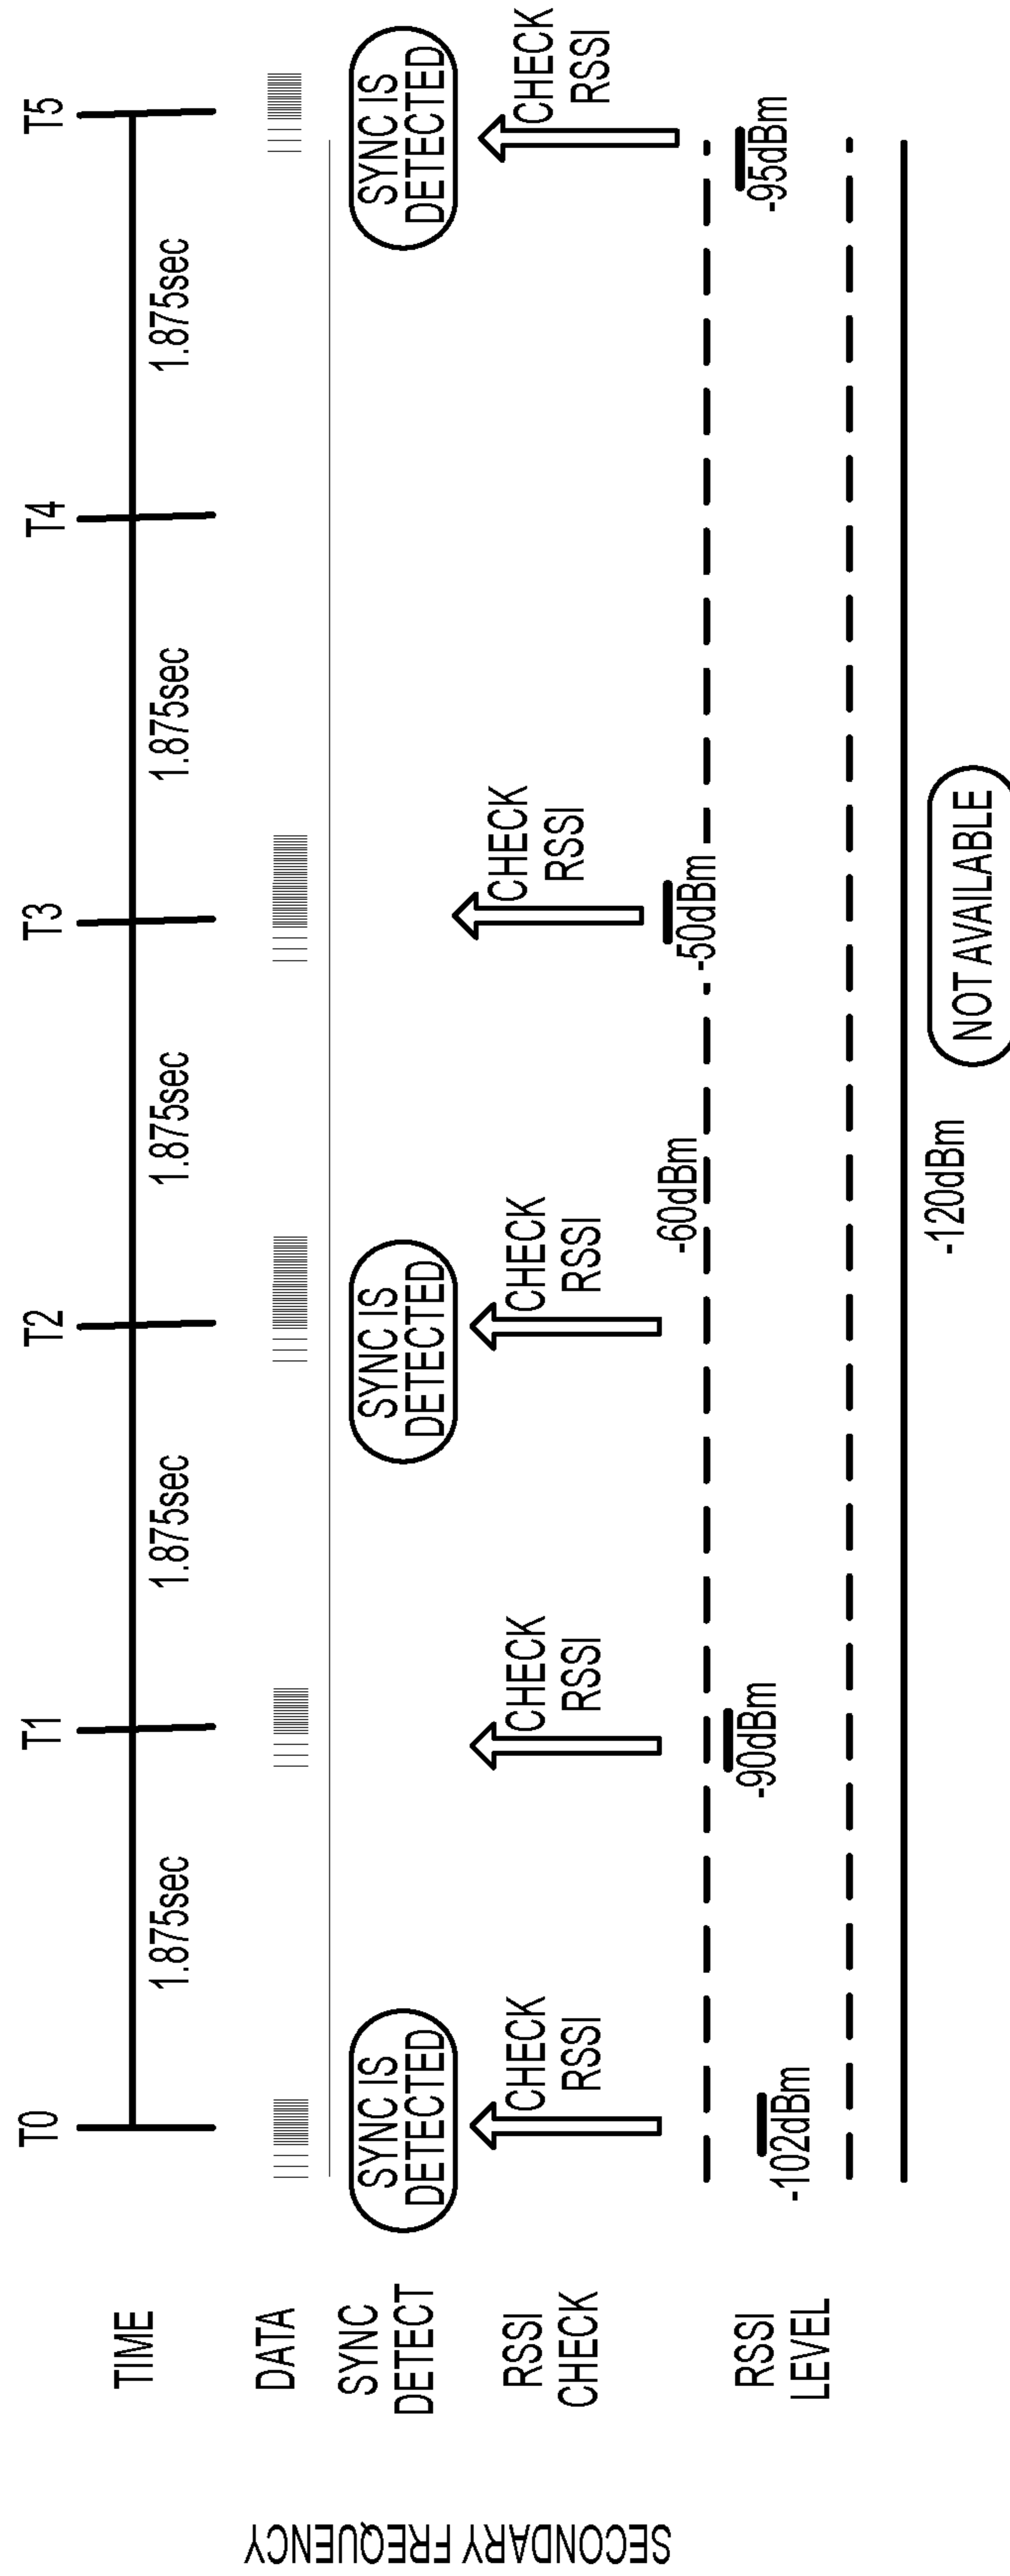 SECONDARY FREQUENCY
TIME
T0
T1
T2
T3
T4
T5
1.875sec
1.875sec
1.875sec
1.875sec
1.875sec
DATA
SYNC
DETECT
SYNC IS
DETECTED
SYNC IS
DETECTED
SYNC IS
DETECTED
RSSI
CHECK
CHECK
RSSI
CHECK
RSSI
CHECK
RSSI
CHECK
RSSI
CHECK
RSSI
RSSI
LEVEL
-102dBm
-90dBm
-60dBm
-50dBm
-95dBm
-120dBm
NOT AVAILABLE